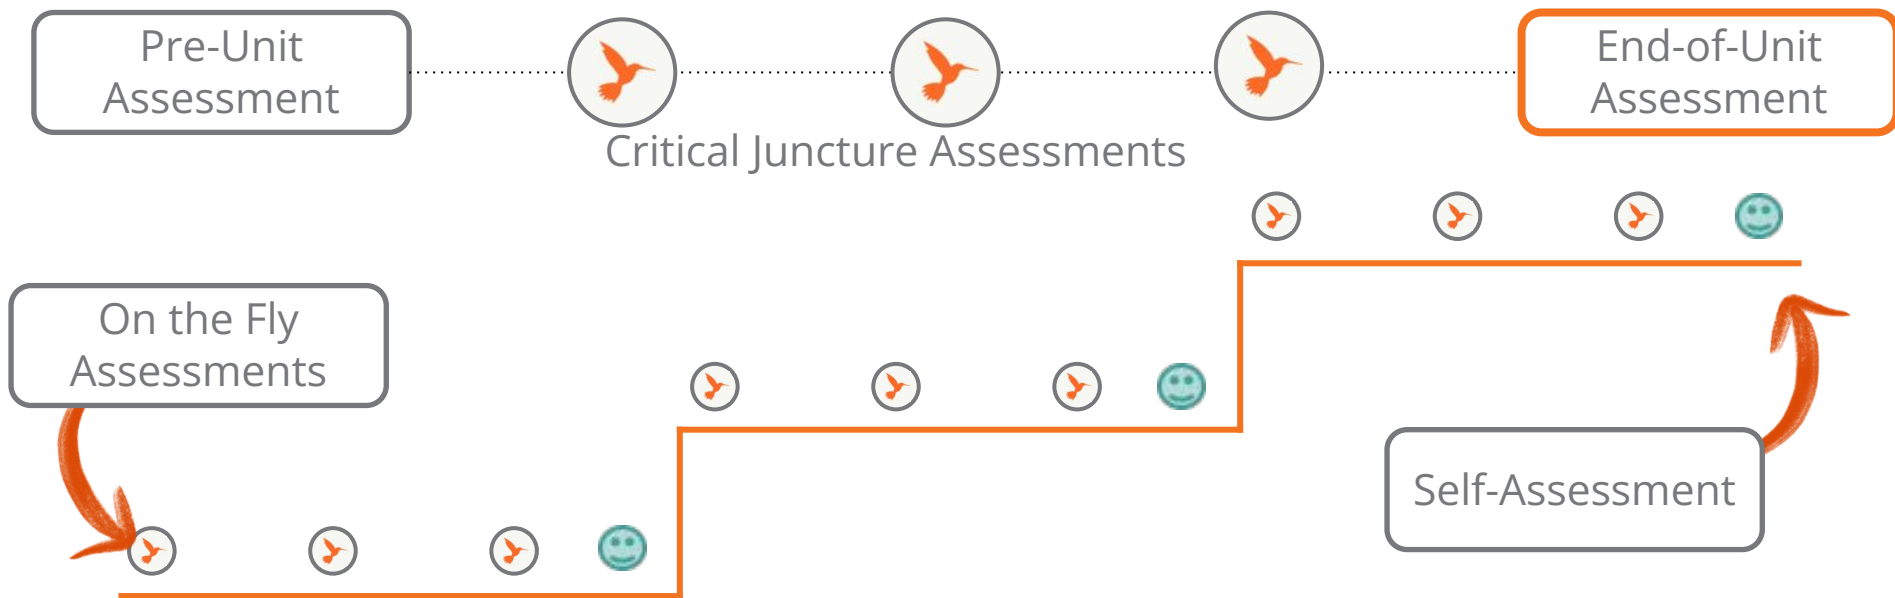 Pre-Unit
Assessment
End-of-Unit
Assessment
Critical Juncture Assessments
On the Fly
Assessments
Self-Assessment